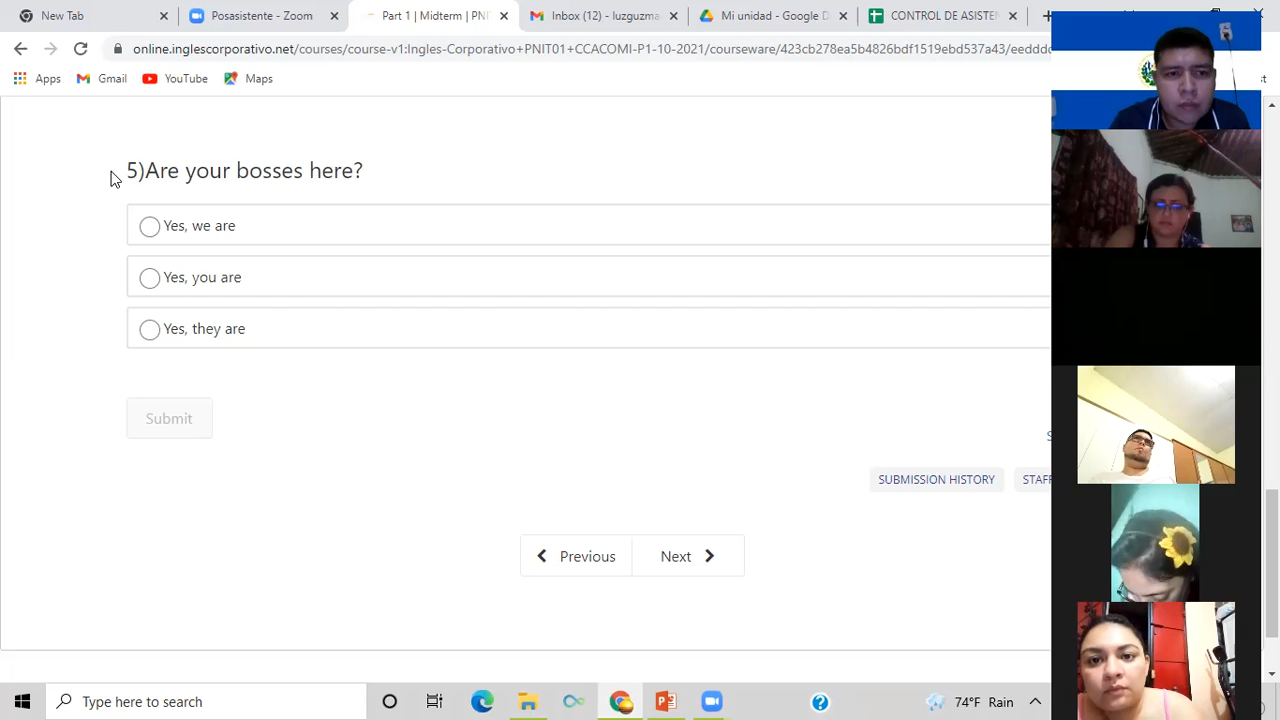 New Tab
Posasistente - Zoom
Part 1 | Midterm | PNIT
Inbox (12) - luzguzma
Mi unidad - Google D
CONTROL DE ASISTEN
online.inglescorporativo.net/courses/course-v1:Ingles-Corporativo+PNIT01+CCACOMI-P1-10-2021/courseware/423cb278ea5b4826bdf1519ebd537a43/eeddd
Apps
Gmail
YouTube
Maps
5)Are your bosses here?
Yes, we are
Yes, you are
Yes, they are
Submit
SUBMISSION HISTORY
STAFF
Previous
Next
Type here to search
74°F Rain